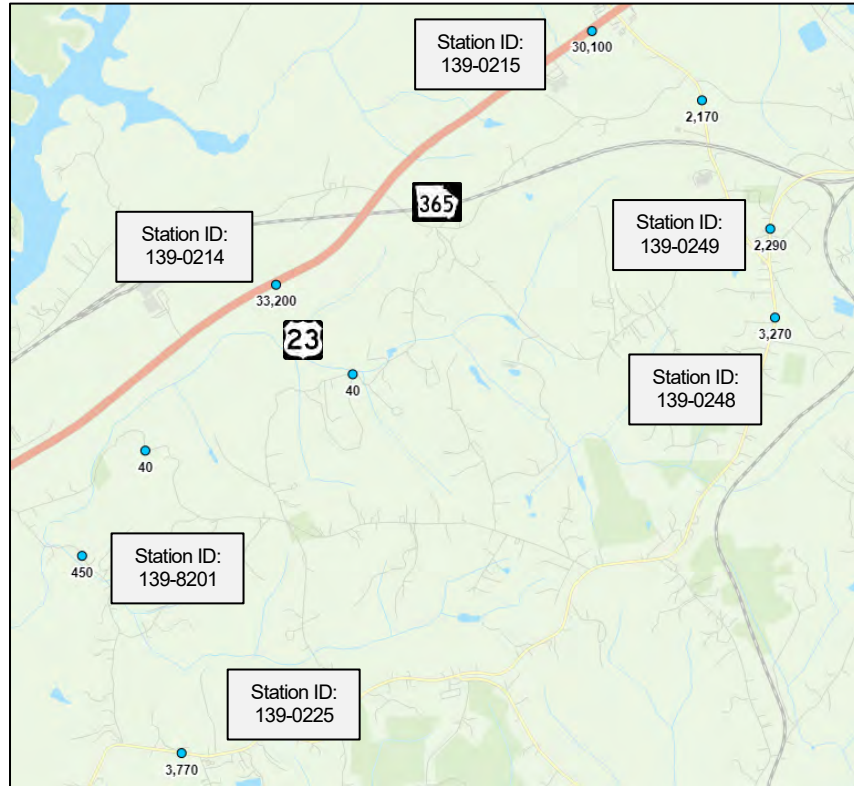 Station ID:
139-0215
30,100
2,170
365
Station ID:
139-0214
Station ID:
139-0249
2,290
33,200
23
3,270
40
Station ID:
139-0248
40
450
Station ID:
139-8201
Station ID:
139-0225
3,770